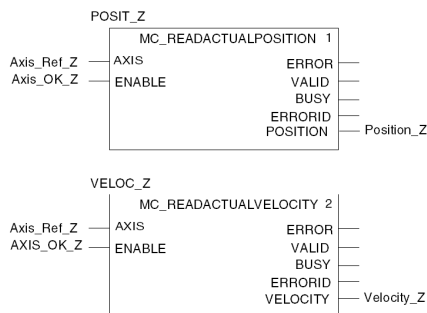 POSIT_Z
MC_READACTUALPOSITION 1
Axis_Ref_Z AXIS ERROR
Axis_OK_Z ENABLE VALID
BUSY
ERRORID
POSITION Position_Z
VELOC_Z
MC_READACTUALVELOCITY 2
Axis_Ref_Z AXIS ERROR
AXIS_OK_Z ENABLE VALID
BUSY
ERRORID
VELOCITY Velocity_Z